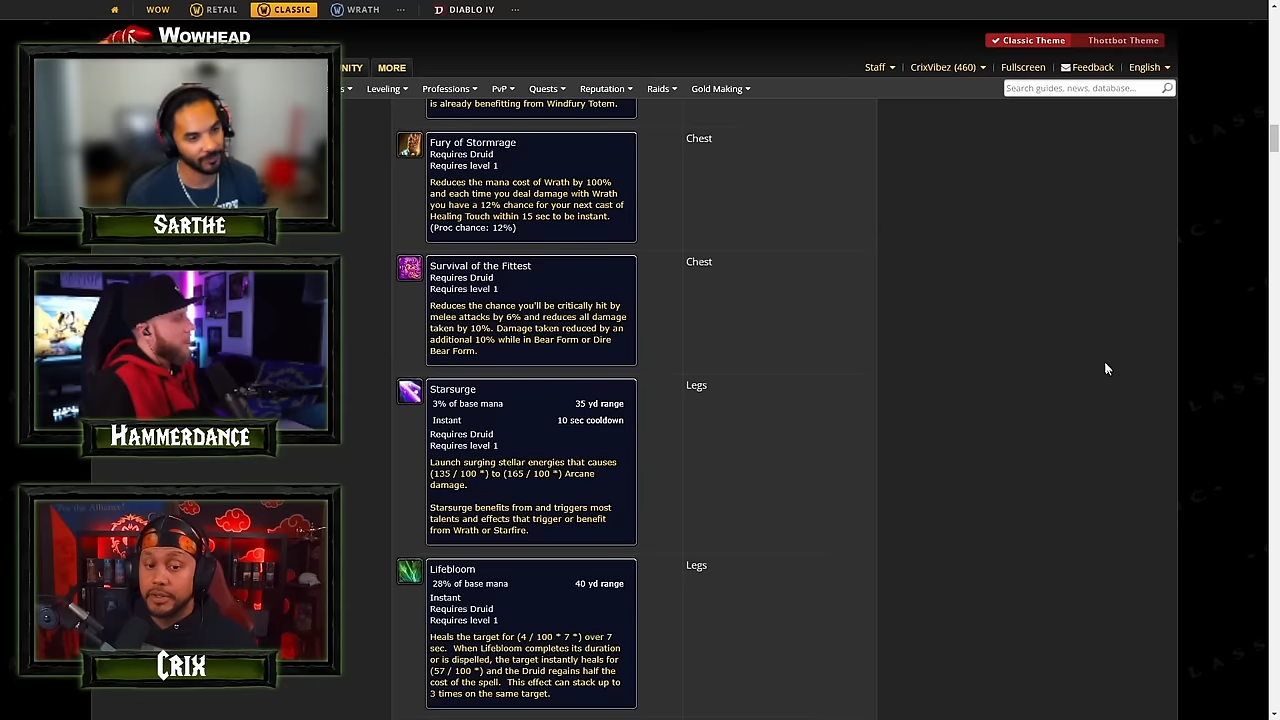 WOW
RETAIL
CLASSIC
WRATH
DIABLO IV
WOWHEAD
Classic Theme
Thottbot Theme
NITY
MORE
Staff
CrixVibez (460)
Fullscreen
Feedback
English
s
Leveling
Professions
PvP
Quests
Reputation
Raids
Gold Making
Search guides, news, database...
is already benefitting from Windfury Totem.
Fury of Stormrage
Requires Druid
Requires level 1
Reduces the mana cost of Wrath by 100%
and each time you deal damage with Wrath
you have a 12% chance for your next cast of
Healing Touch within 15 sec to be instant.
(Proc chance: 12%)
Chest
Survival of the Fittest
Requires Druid
Requires level 1
Reduces the chance you'll be critically hit by
melee attacks by 6% and reduces all damage
taken by 10%. Damage taken reduced by an
additional 10% while in Bear Form or Dire
Bear Form.
Chest
Starsurge
3% of base mana 35 yd range
Instant 10 sec cooldown
Requires Druid
Requires level 1
Launch surging stellar energies that causes
(135 / 100 *) to (165 / 100 *) Arcane
damage.
Starsurge benefits from and triggers most
talents and effects that trigger or benefit
from Wrath or Starfire.
Legs
Lifebloom
28% of base mana 40 yd range
Instant
Requires Druid
Requires level 1
Heals the target for (4 / 100 * 7 *) over 7
sec. When Lifebloom completes its duration
or is dispelled, the target instantly heals for
(57 / 100 *) and the Druid regains half the
cost of the spell. This effect can stack up to
3 times on the same target.
Legs
SARTHE
HAMMERDANCE
For the Alliance!
CRIX